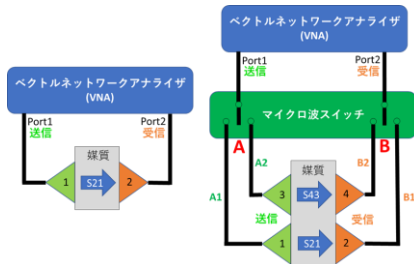 ベクトルネットワークアナライザ
(VNA)
Port1
送信
Port2
受信
媒質
1
S21
2
ベクトルネットワークアナライザ
(VNA)
Port1
送信
Port2
受信
マイクロ波スイッチ
A
B
A1
A2
B2
B1
媒質
3
S43
4
送信
受信
1
S21
2